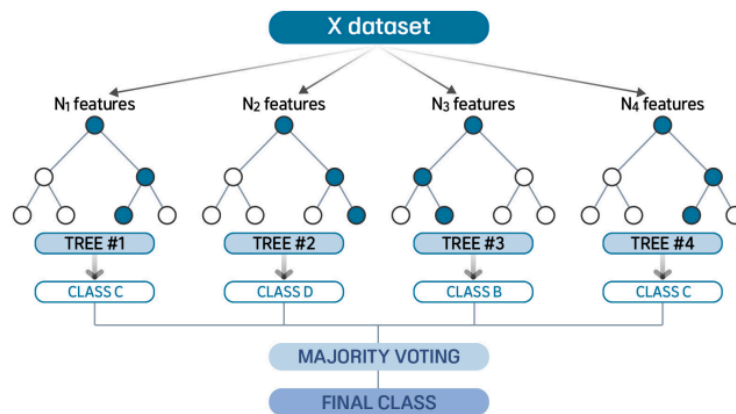 X dataset
N₁ features N₂ features N₃ features N₄ features
TREE #1 TREE #2 TREE #3 TREE #4
CLASS C CLASS D CLASS B CLASS C
MAJORITY VOTING
FINAL CLASS